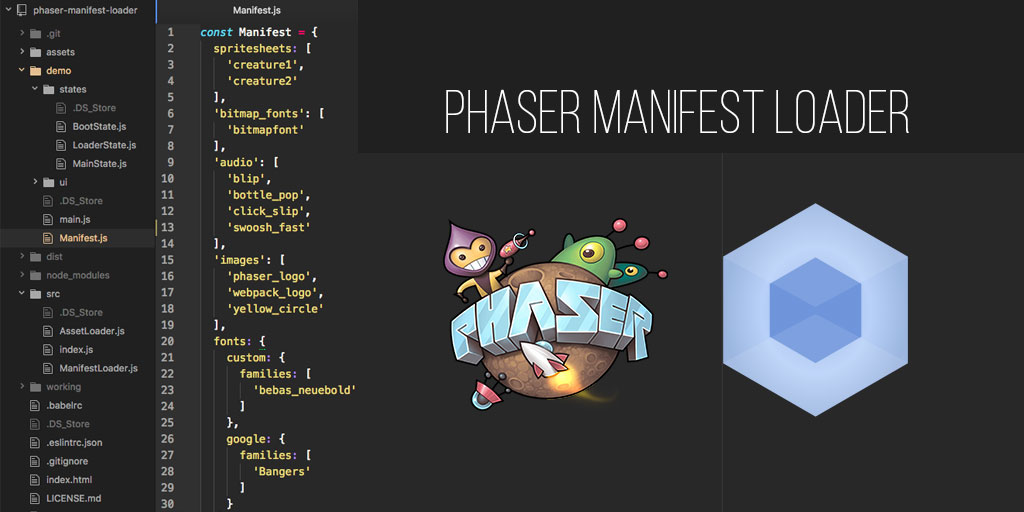 phaser-manifest-loader
.git
assets
demo
states
.DS_Store
BootState.js
LoaderState.js
MainState.js
ui
.DS_Store
main.js
Manifest.js
dist
node_modules
src
.DS_Store
AssetLoader.js
index.js
ManifestLoader.js
working
.babelrc
.DS_Store
.eslintrc.json
.gitignore
index.html
LICENSE.md
Manifest.js
1 const Manifest = {
2 spritesheets: [
3 'creature1',
4 'creature2'
5 ],
6 'bitmap_fonts': [
7 'bitmapfont'
8 ],
9 'audio': [
10 'blip',
11 'bottle_pop',
12 'click_slip',
13 'swoosh_fast'
14 ],
15 'images': [
16 'phaser_logo',
17 'webpack_logo',
18 'yellow_circle'
19 ],
20 fonts: {
21 custom: {
22 families: [
23 'bebas_neuebold'
24 ]
25 },
26 google: {
27 families: [
28 'Bangers'
29 ]
30 }
PHASER MANIFEST LOADER
PHASER